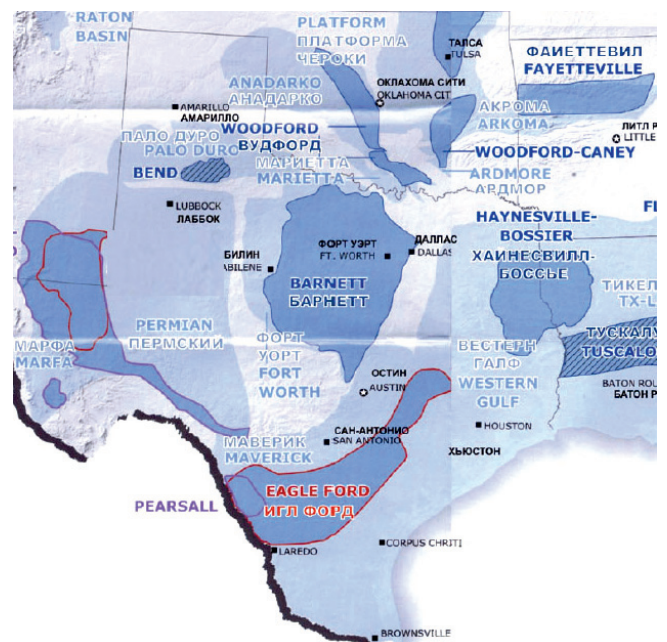 RATON
BASIN
PLATFORM
ПЛАТФОРМА
ЧЕРОКИ
ТАЛСА
TULSA
ФАИЕТТЕВИЛ
FAYETTEVILLE
ANADARKO
АНАДАРКО
ОКЛАХОМА СИТИ
OKLAHOMA CIT
AMARILLO
АМАРИЛЛО
АКРОМА
ARKOMA
ЛИТЛ Р
LITTLE
ПАЛО ДУРО
PALO DURO
WOODFORD
ВУДФОРД
WOODFORD-CANEY
BEND
МАРИЕТТА
MARIETTA
ARDMORE
АРДМОР
LUBBOCK
ЛАББОК
HAYNESVILLE-
BOSSIER
ХАИНЕСВИЛЛ-
БОССЬЕ
FI
БИЛИН
ABILENE
ФОРТ УЭРТ
FT. WORTH
ДАЛЛАС
DALLAS
BARNETT
БАРНЕТТ
ТИКЕЛ
TX-L
PERMIAN
ПЕРМСКИЙ
ТУСКАЛУ
TUSCALO
МАРФА
MARFA
ФОРТ
УОРТ
FORT
WORTH
ВЕСТЕРН
ГАЛФ
WESTERN
GULF
ОСТИН
AUSTIN
BATON ROU
БАТОН Р
САН-АНТОНИО
SAN ANTONIO
HOUSTON
ХЬЮСТОН
МАВЕРИК
MAVERICK
PEARSALL
EAGLE FORD
ИГЛ ФОРД
LAREDO
CORPUS CHRITI
BROWNSVILLE